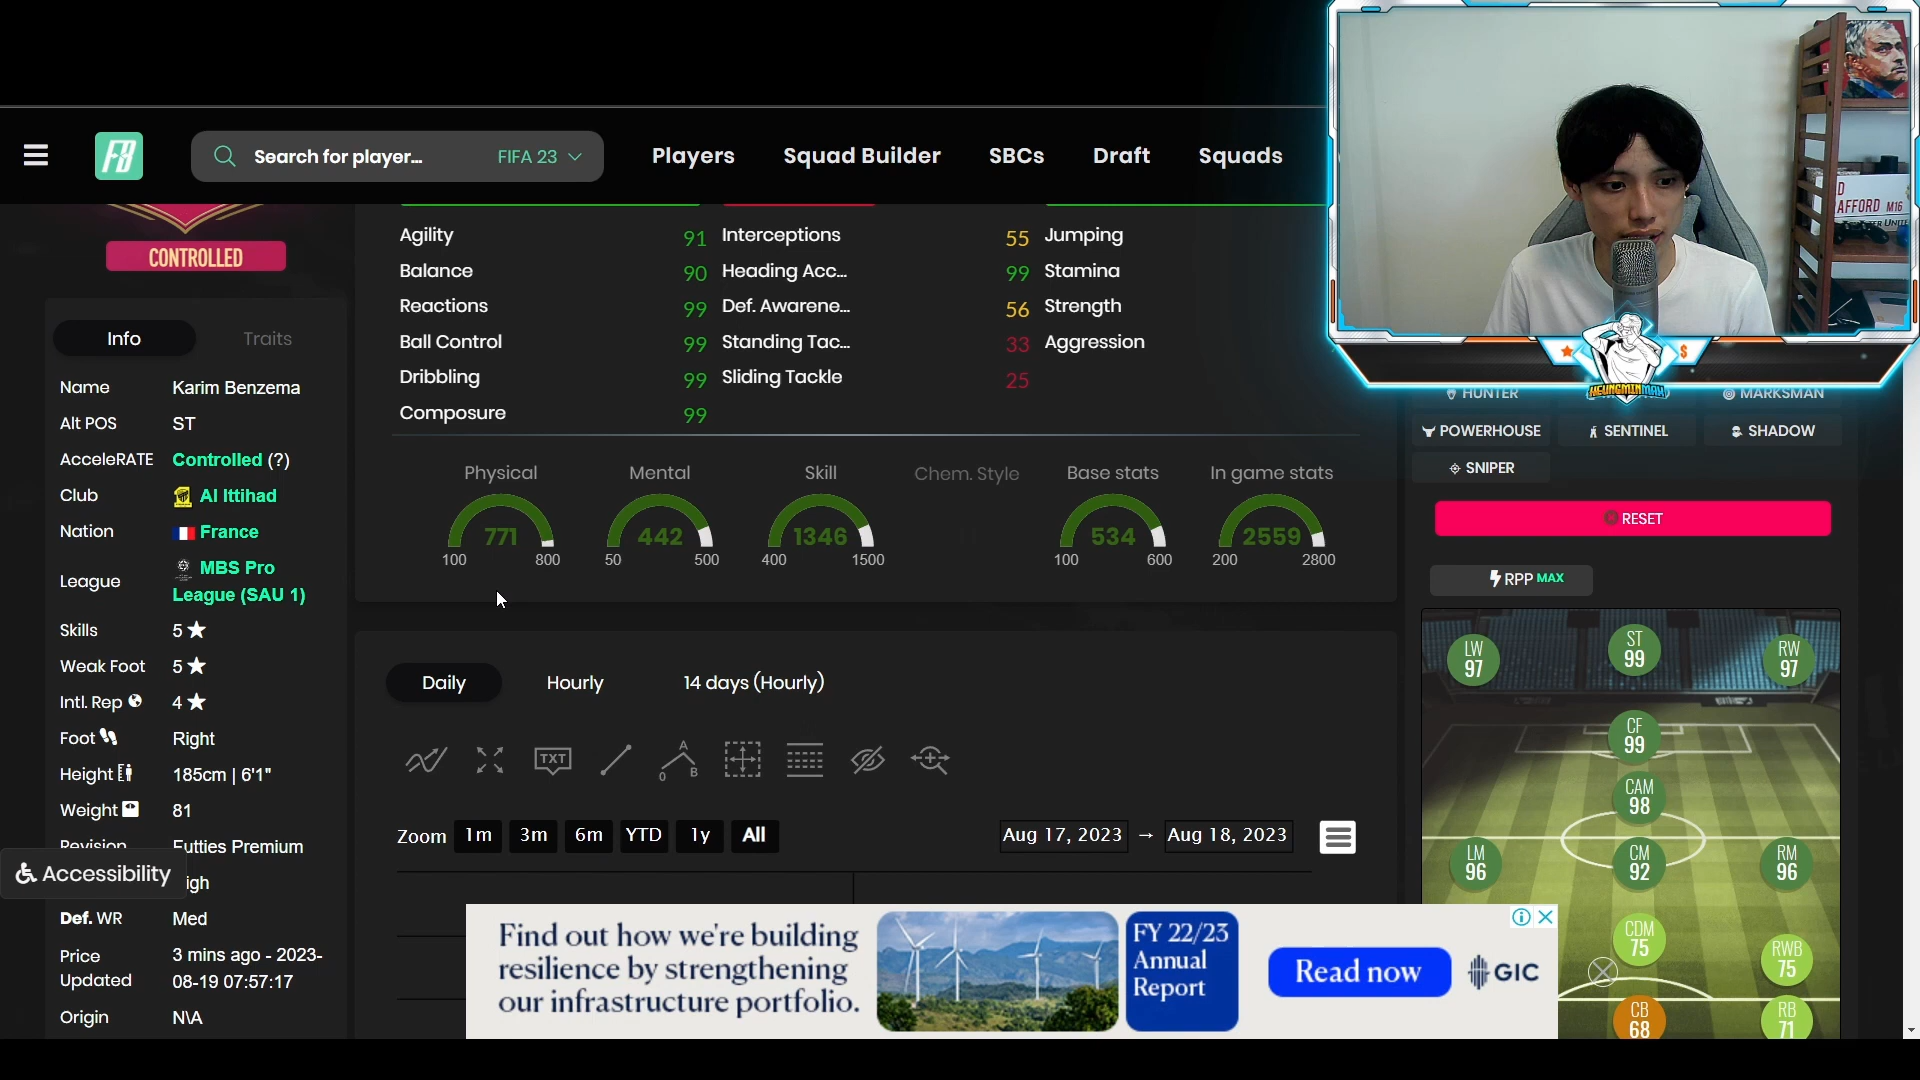 Search for player...
FIFA 23
Players
Squad Builder
SBCs
Draft
Squads
CONTROLLED
Info
Traits
Name Karim Benzema
Alt POS ST
AcceleRATE Controlled (?)
Club Al Ittihad
Nation France
League MBS Pro
League (SAU 1)
Skills 5
Weak Foot 5
Intl. Rep 4
Foot Right
Height 185cm | 6'1"
Weight 81
Revision Futties Premium
igh
Def. WR Med
Price
Updated
3 mins ago - 2023-
08-19 07:57:17
Origin N\A
Accessibility
Agility 91
Balance 90
Reactions 99
Ball Control 99
Dribbling 99
Composure 99
Interceptions 55
Heading Acc... 99
Def. Awarene... 56
Standing Tac... 33
Sliding Tackle 25
Jumping
Stamina
Strength
Aggression
Physical
771
100 800
Mental
442
50 500
Skill
1346
400 1500
Chem. Style
Base stats
534
100 600
In game stats
2559
200 2800
Daily
Hourly
14 days (Hourly)
TXT
A
0 B
Zoom 1m 3m 6m YTD 1y All
Aug 17, 2023 → Aug 18, 2023
Find out how we're building
resilience by strengthening
our infrastructure portfolio.
FY 22/23
Annual
Report
Read now
GIC
AFFORD M16
HEUNGMINMAX
HUNTER
MARKSMAN
POWERHOUSE
SENTINEL
SHADOW
SNIPER
RESET
RPP MAX
LW
97
ST
99
RW
97
CF
99
CAM
98
LM
96
CM
92
RM
96
CDM
75
RWB
75
CB
68
RB
71